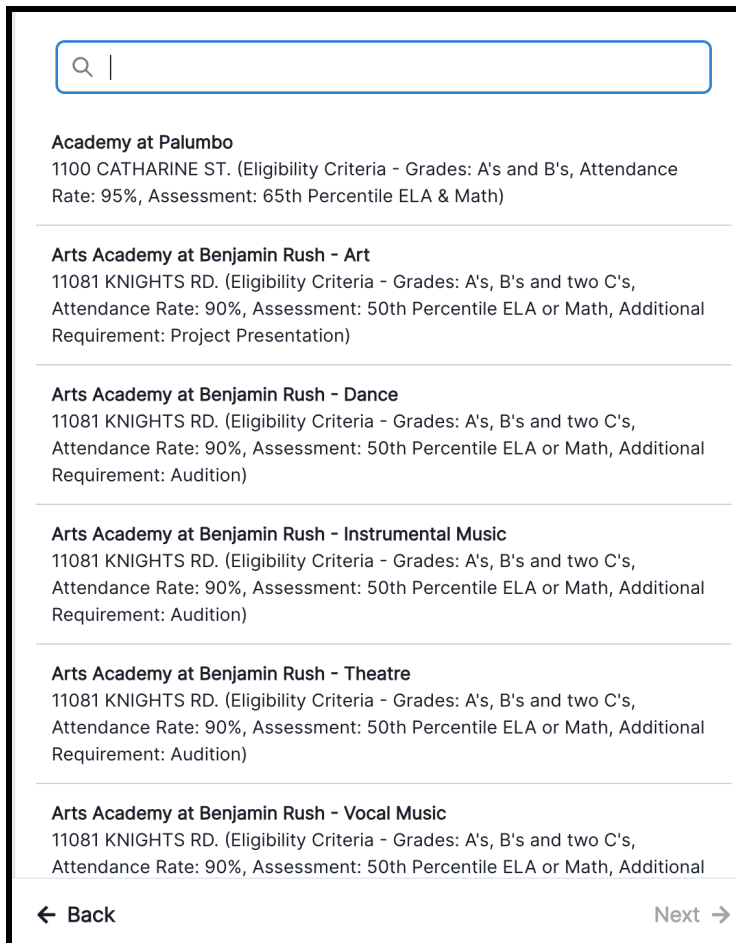 Academy at Palumbo
1100 CATHARINE ST. (Eligibility Criteria - Grades: A's and B's, Attendance
Rate: 95%, Assessment: 65th Percentile ELA & Math)
Arts Academy at Benjamin Rush - Art
11081 KNIGHTS RD. (Eligibility Criteria - Grades: A's, B's and two C's,
Attendance Rate: 90%, Assessment: 50th Percentile ELA or Math, Additional
Requirement: Project Presentation)
Arts Academy at Benjamin Rush - Dance
11081 KNIGHTS RD. (Eligibility Criteria - Grades: A's, B's and two C's,
Attendance Rate: 90%, Assessment: 50th Percentile ELA or Math, Additional
Requirement: Audition)
Arts Academy at Benjamin Rush - Instrumental Music
11081 KNIGHTS RD. (Eligibility Criteria - Grades: A's, B's and two C's,
Attendance Rate: 90%, Assessment: 50th Percentile ELA or Math, Additional
Requirement: Audition)
Arts Academy at Benjamin Rush - Theatre
11081 KNIGHTS RD. (Eligibility Criteria - Grades: A's, B's and two C's,
Attendance Rate: 90%, Assessment: 50th Percentile ELA or Math, Additional
Requirement: Audition)
Arts Academy at Benjamin Rush - Vocal Music
11081 KNIGHTS RD. (Eligibility Criteria - Grades: A's, B's and two C's,
Attendance Rate: 90%, Assessment: 50th Percentile ELA or Math, Additional
← Back
Next →